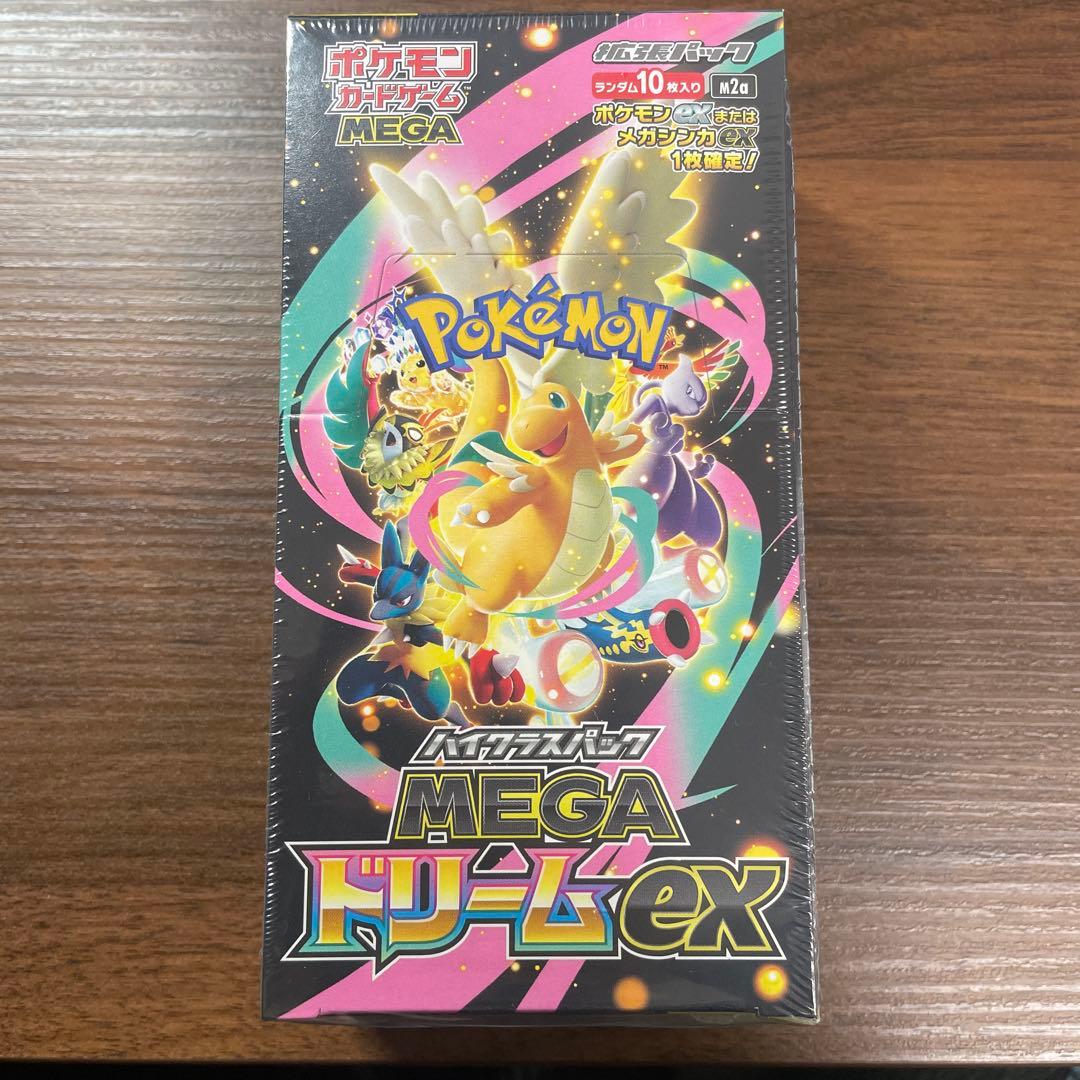 ポケモン
カードゲーム™
MEGA
拡張パック
ランダム10枚入り M2a
ポケモンexまたは
メガシンカex
1枚確定!
POKÉMON™
ハイクラスパック
MEGA
ドリームex